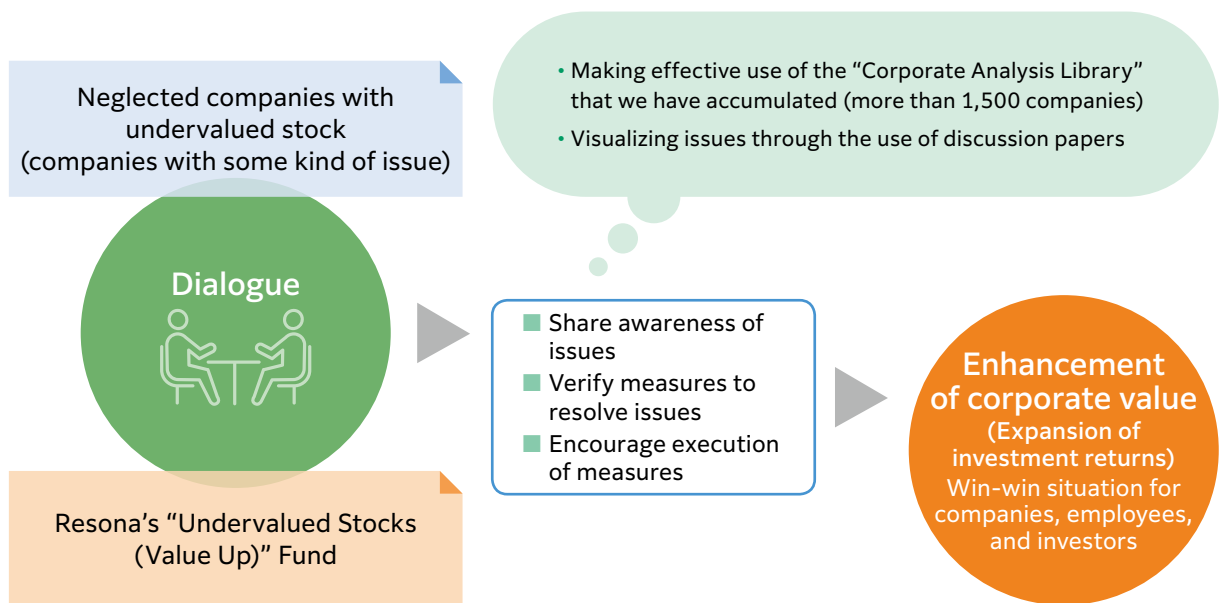 Neglected companies with
undervalued stock
(companies with some kind of issue)
Dialogue
Resona’s “Undervalued Stocks
(Value Up)” Fund
• Making effective use of the “Corporate Analysis Library”
that we have accumulated (more than 1,500 companies)
• Visualizing issues through the use of discussion papers
■ Share awareness of
issues
■ Verify measures to
resolve issues
■ Encourage execution
of measures
Enhancement
of corporate value
(Expansion of
investment returns)
Win-win situation for
companies, employees,
and investors